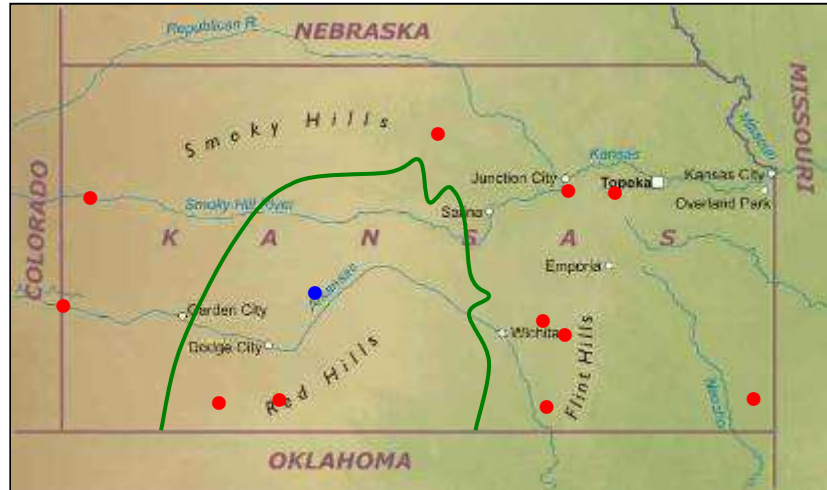 Republican R.
NEBRASKA
MISSOURI
Missouri
Smoky Hills
Kansas
Junction City
Topeka
Kansas City
Overland Park
COLORADO
Smoky Hill River
Salina
KANSAS
Emporia
Arkansas
Garden City
Dodge City
Wichita
Red Hills
Flint Hills
Neosho
OKLAHOMA